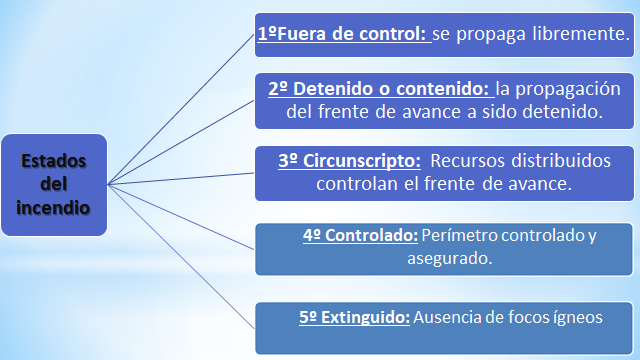 Estados
del
incendio
1ºFuera de control: se propaga libremente.
2º Detenido o contenido: la propagación
del frente de avance a sido detenido.
3º Circunscripto: Recursos distribuidos
controlan el frente de avance.
4º Controlado: Perímetro controlado y
asegurado.
5º Extinguido: Ausencia de focos ígneos